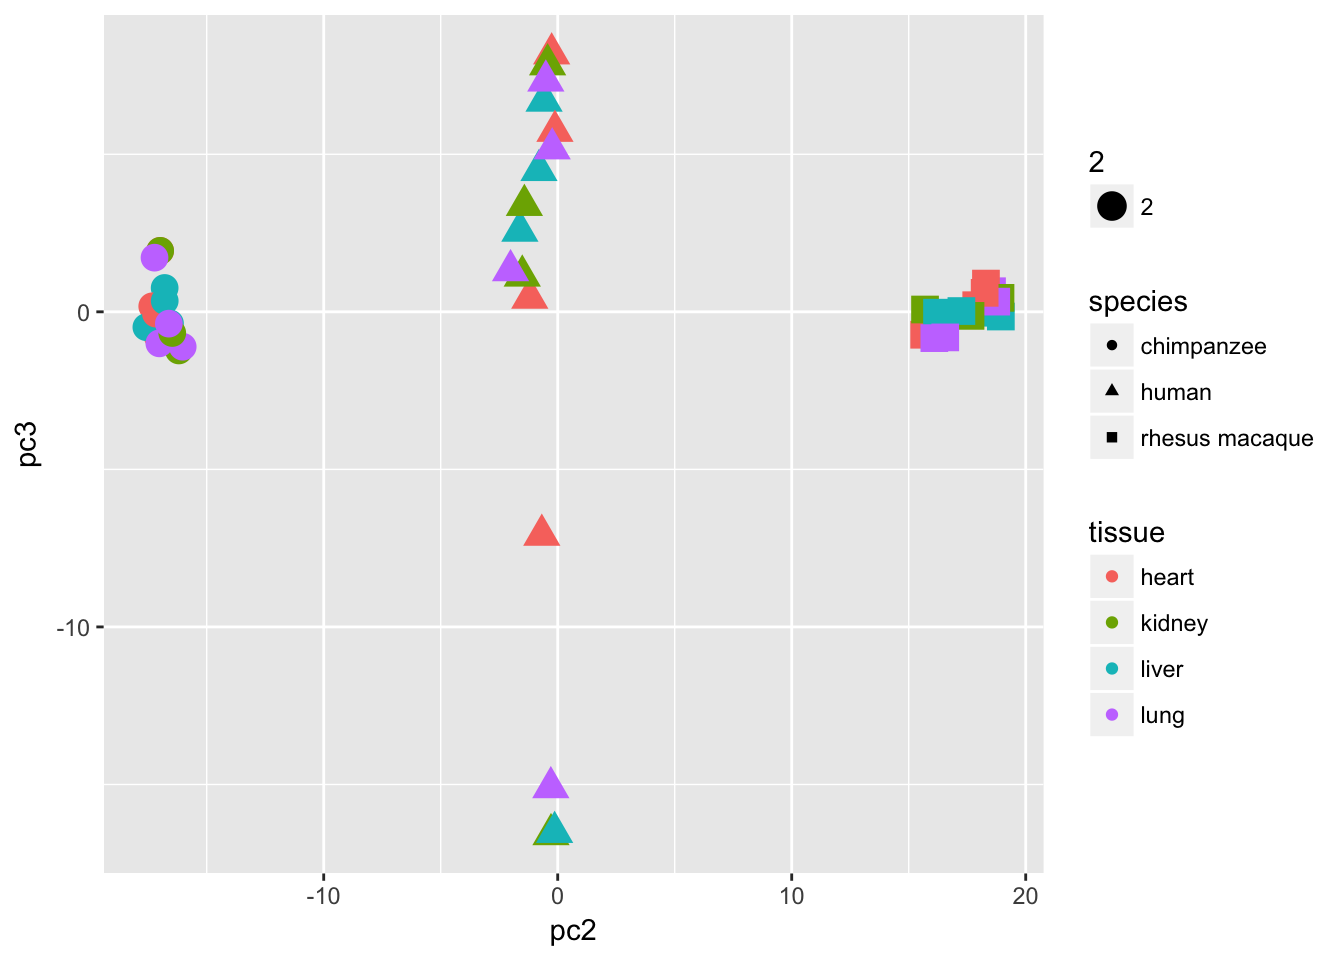 0
-10
-10
0
10
20
pc2
pc3
2
2
species
chimpanzee
human
rhesus macaque
tissue
heart
kidney
liver
lung